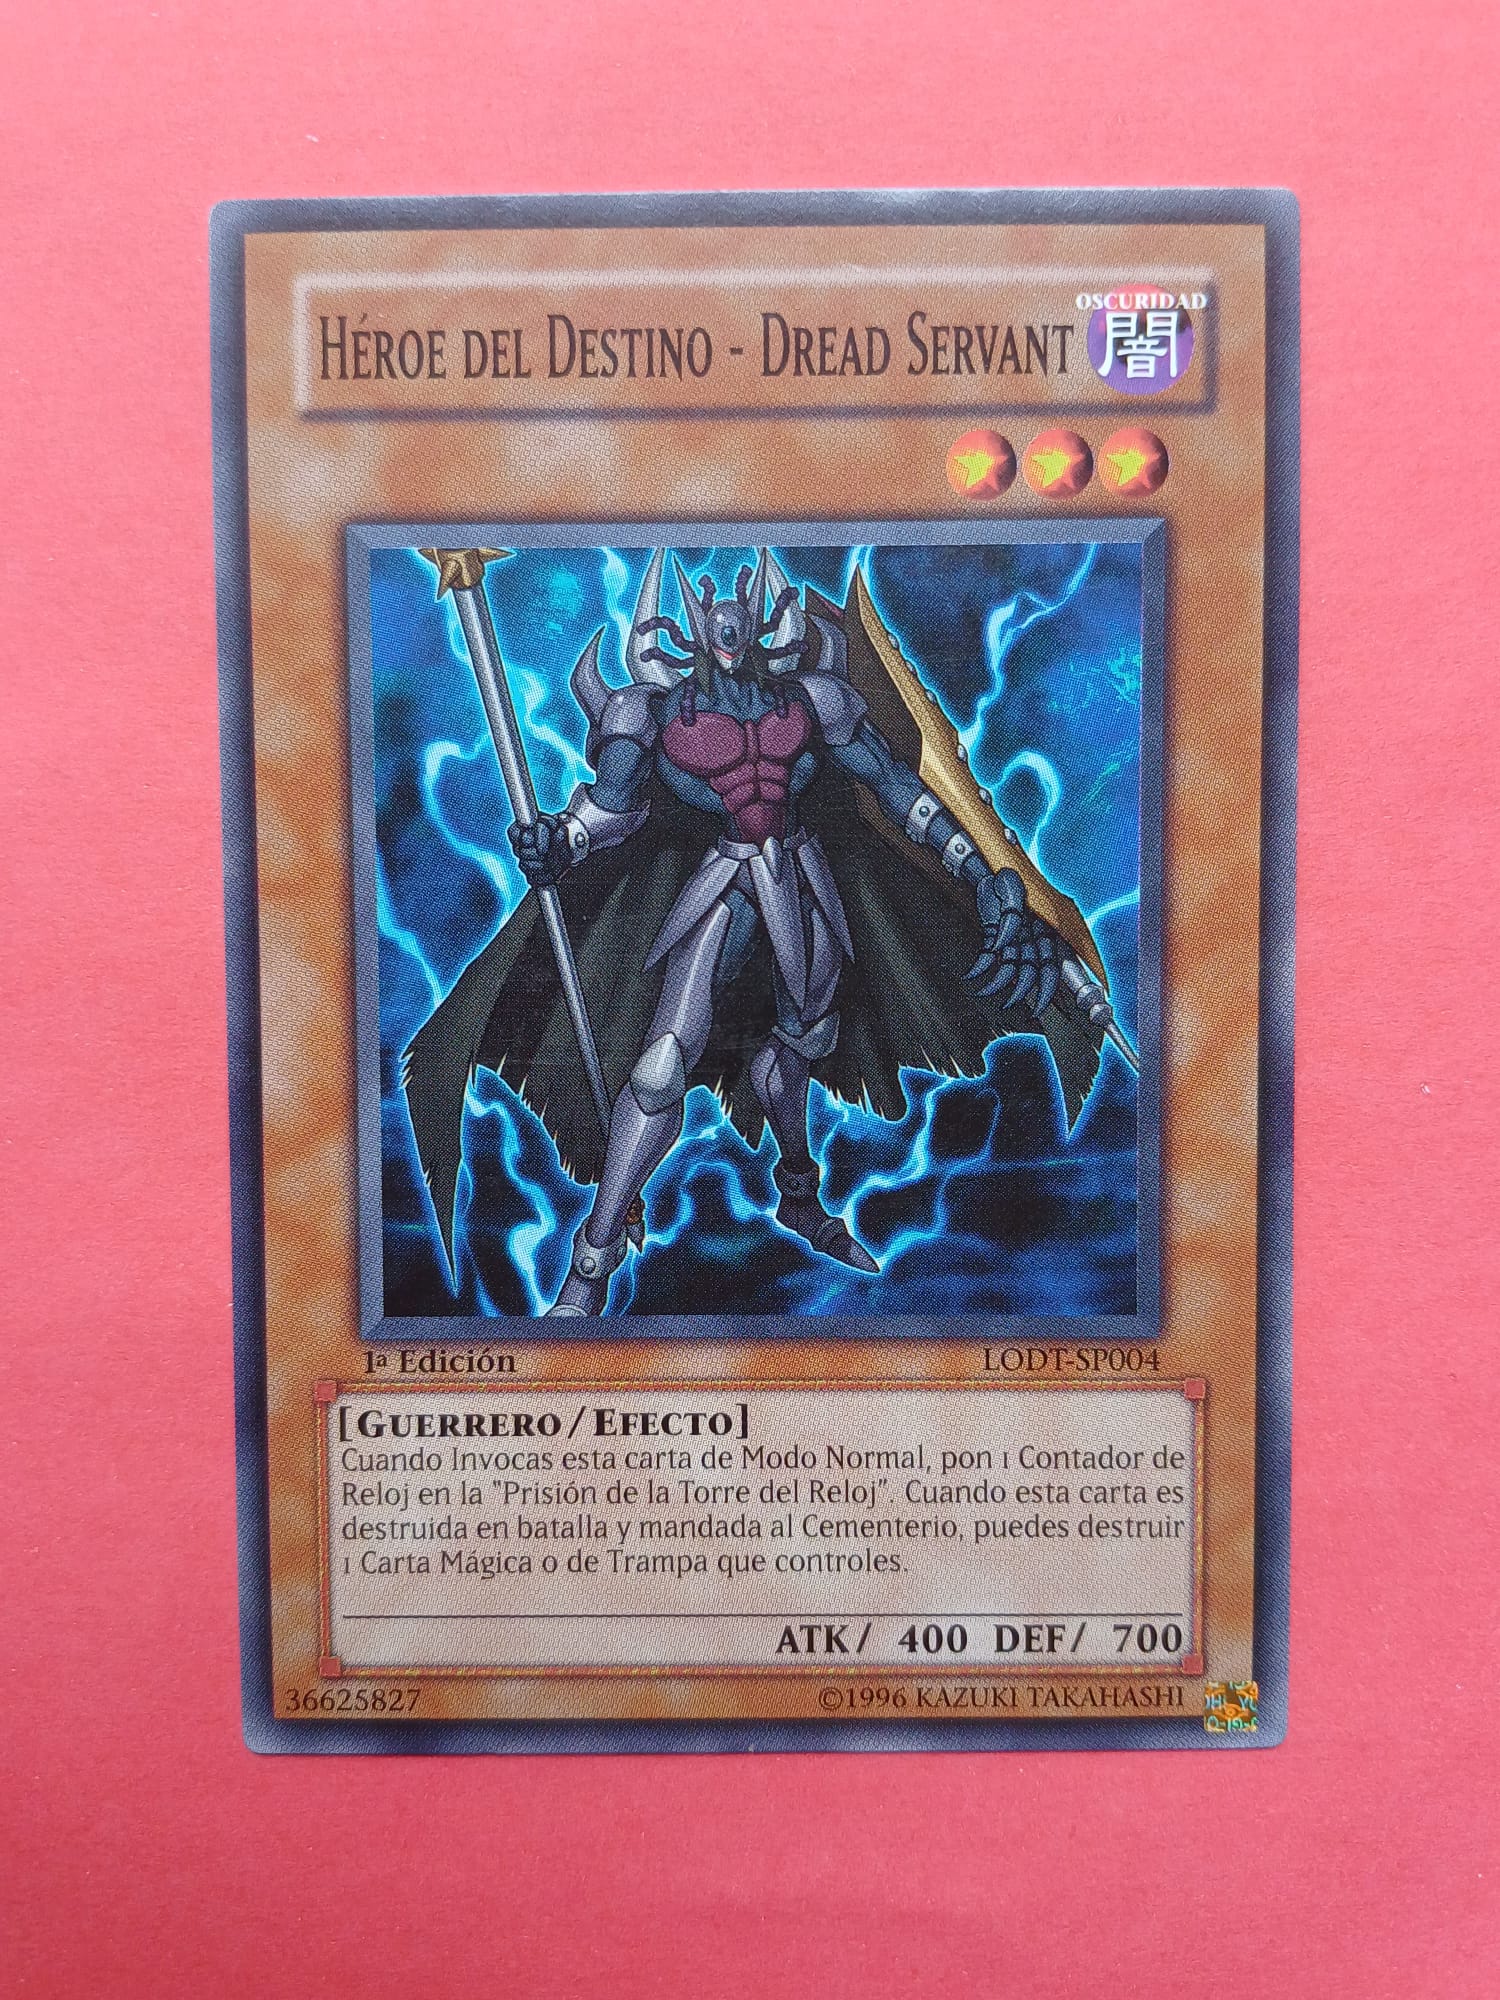 HÉROE DEL DESTINO - DREAD SERVANT
OSCURIDAD
闇
1ª Edición
LODT-SP004
[GUERRERO/EFECTO]
Cuando Invocas esta carta de Modo Normal, pon 1 Contador de
Reloj en la "Prisión de la Torre del Reloj". Cuando esta carta es
destruida en batalla y mandada al Cementerio, puedes destruir
1 Carta Mágica o de Trampa que controles.
ATK/ 400 DEF/ 700
36625827
©1996 KAZUKI TAKAHASHI